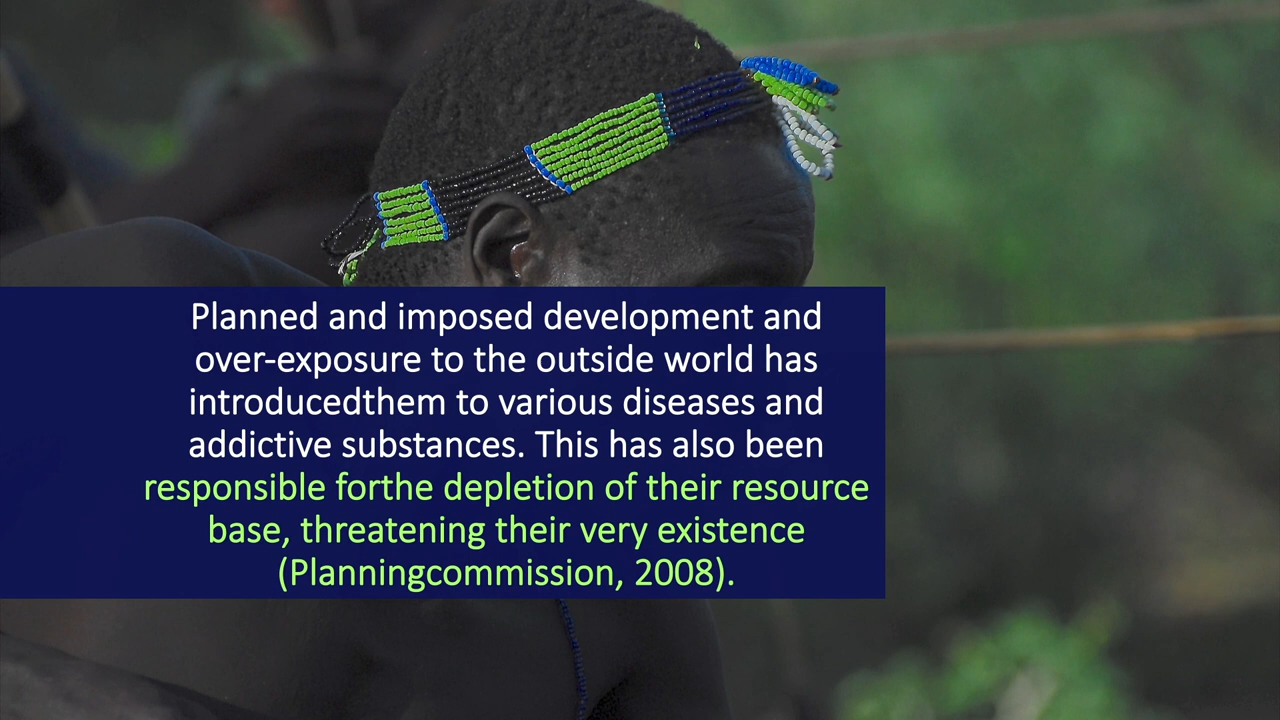 Planned and imposed development and
over-exposure to the outside world has
introducedthem to various diseases and
addictive substances. This has also been
responsible forthe depletion of their resource
base, threatening their very existence
(Planningcommission, 2008).